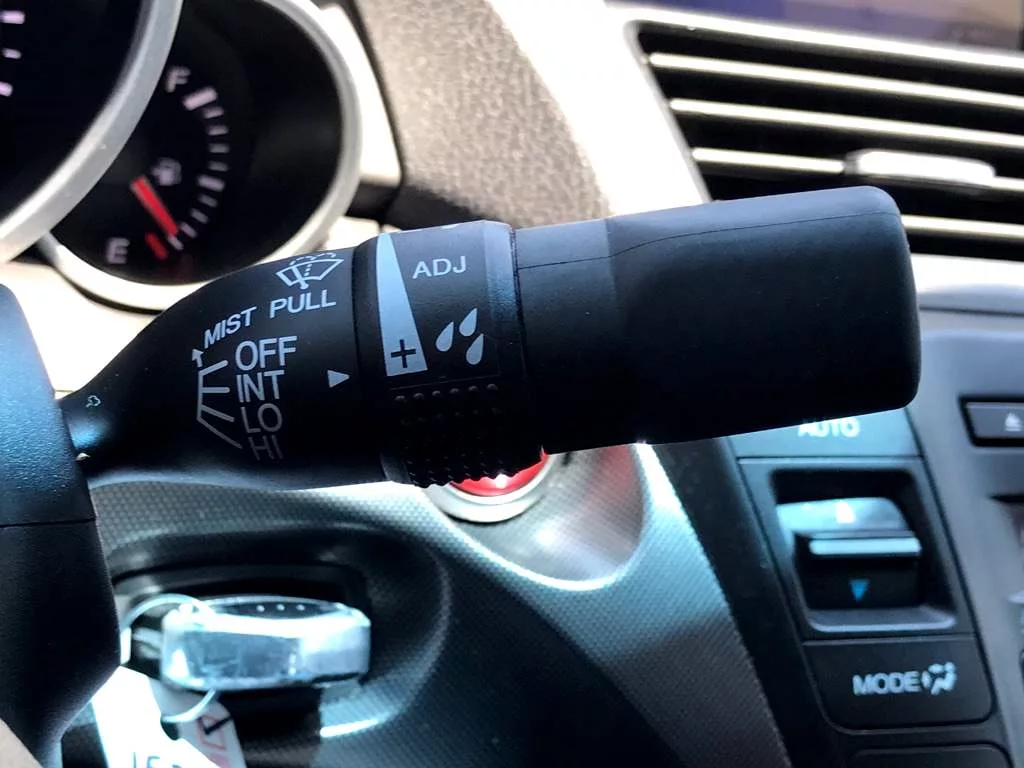 F
E
MIST PULL
OFF
INT
LO
HI
ADJ
+
AUTO
MODE